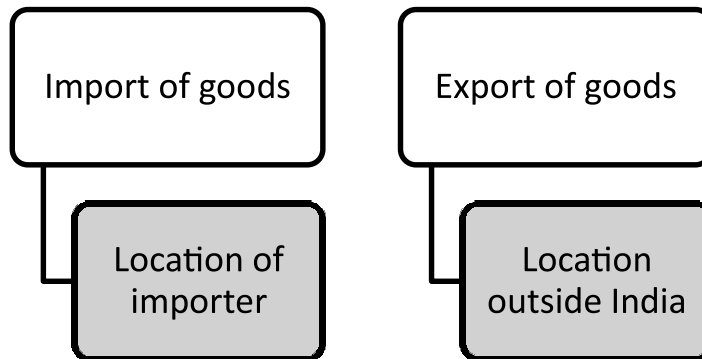 Import of goods
Location of
importer
Export of goods
Location
outside India